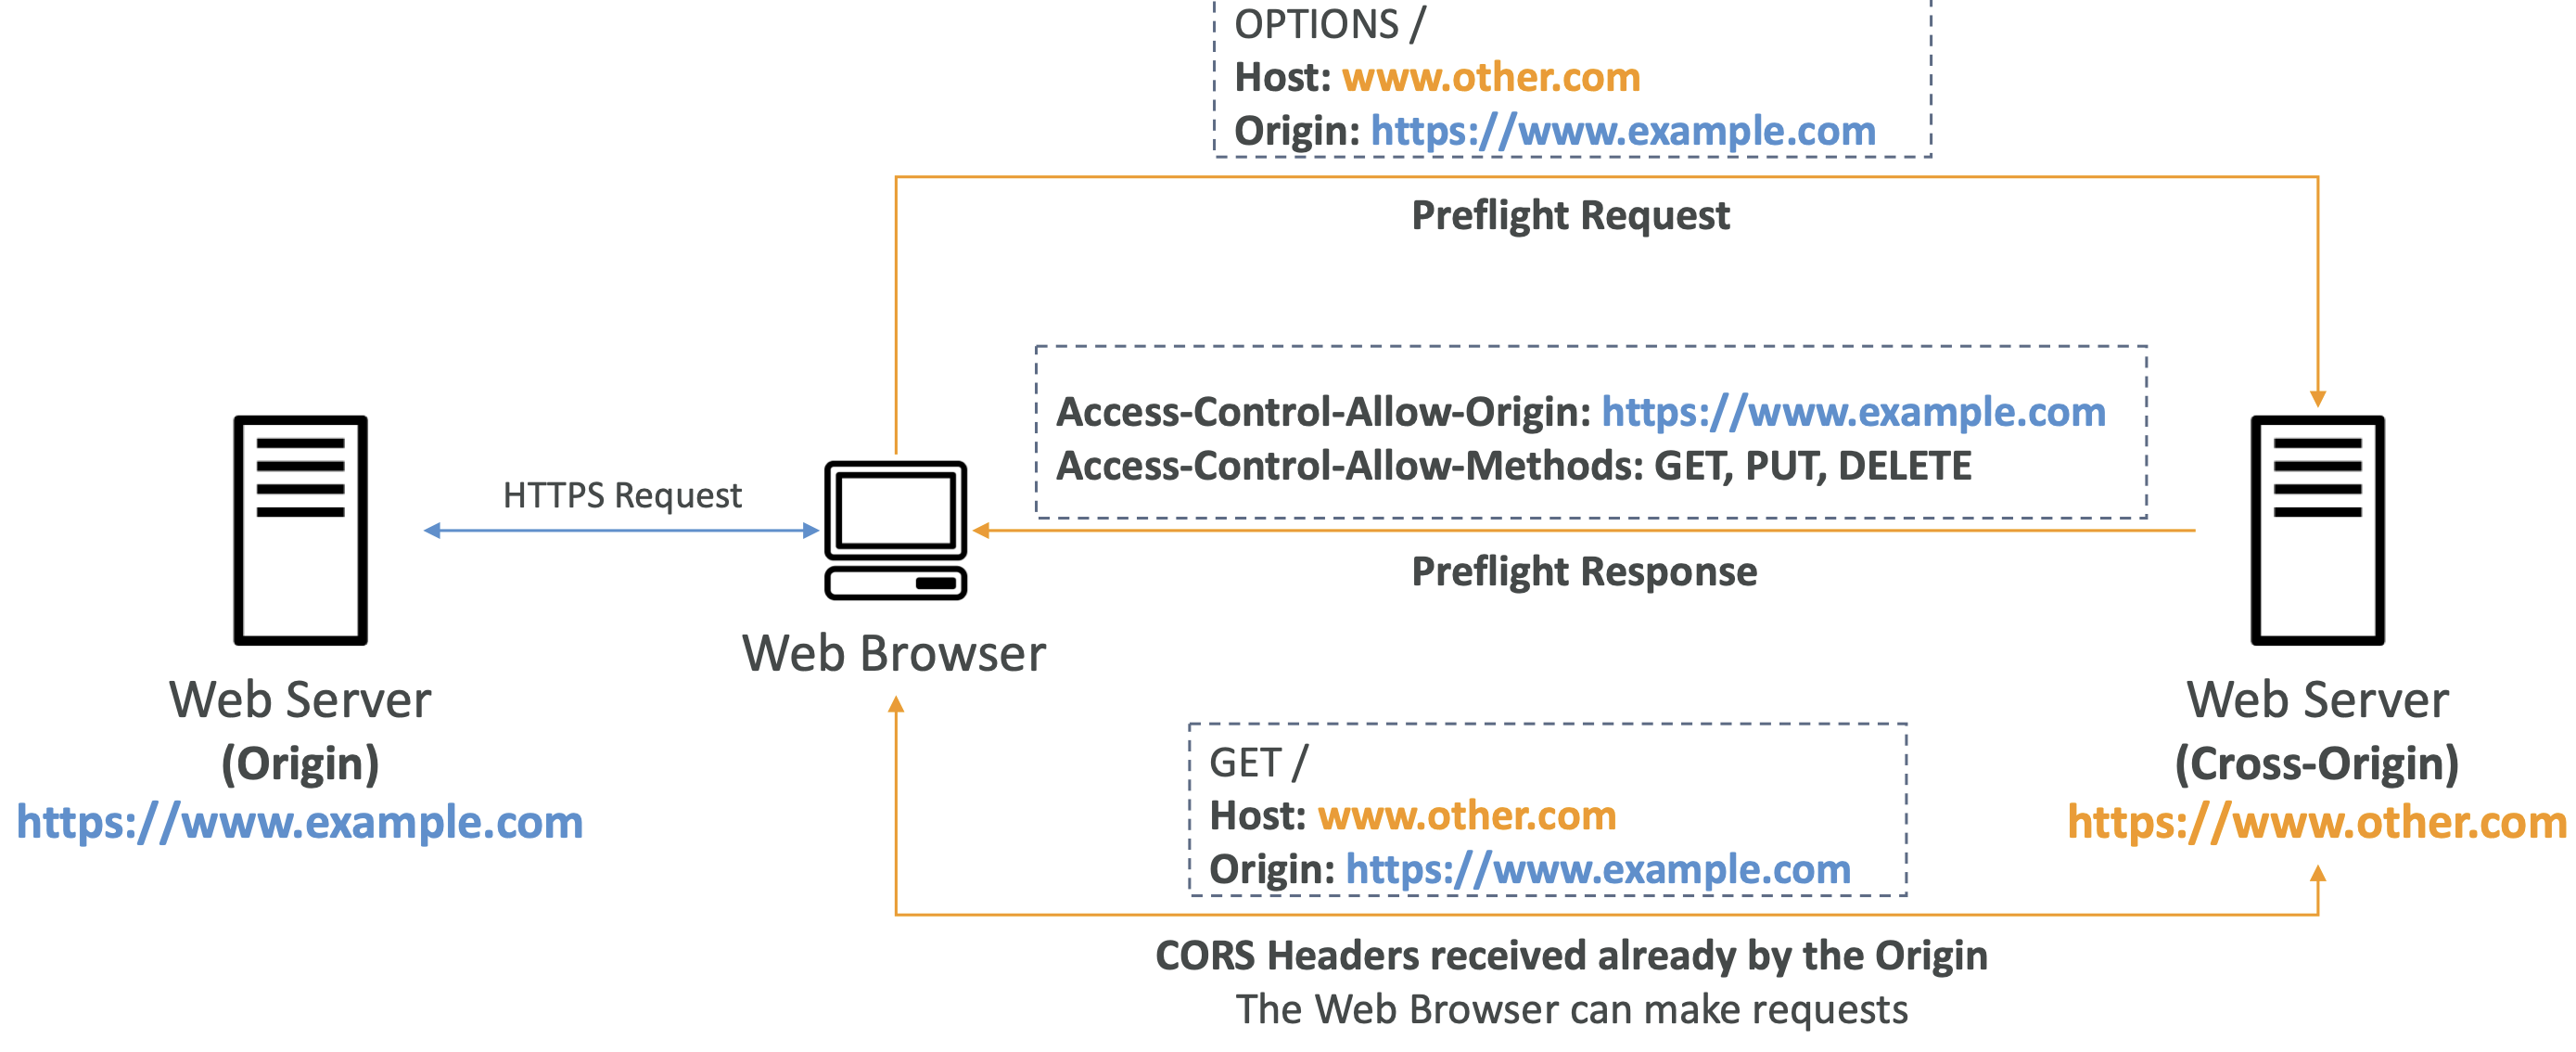 OPTIONS /
Host: www.other.com
Origin: https://www.example.com
Preflight Request
Access-Control-Allow-Origin: https://www.example.com
Access-Control-Allow-Methods: GET, PUT, DELETE
HTTPS Request
Preflight Response
Web Browser
Web Server
(Origin)
https://www.example.com
Web Server
(Cross-Origin)
https://www.other.com
GET /
Host: www.other.com
Origin: https://www.example.com
CORS Headers received already by the Origin
The Web Browser can make requests